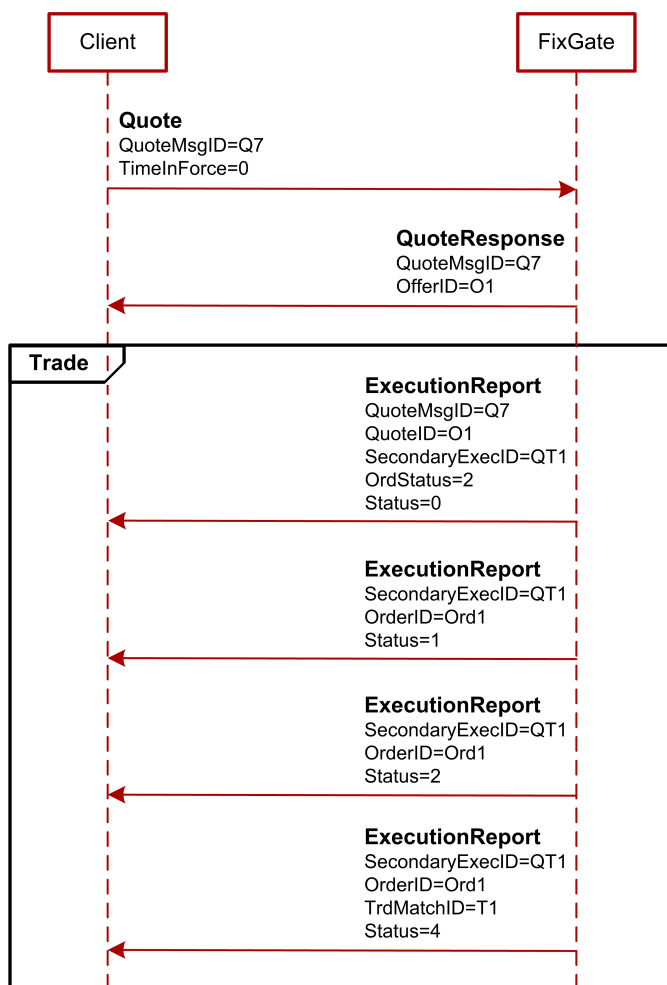 Client
FixGate
Quote
QuoteMsgID=Q7
TimeInForce=0
QuoteResponse
QuoteMsgID=Q7
OfferID=O1
Trade
ExecutionReport
QuoteMsgID=Q7
QuoteID=O1
SecondaryExecID=QT1
OrdStatus=2
Status=0
ExecutionReport
SecondaryExecID=QT1
OrderID=Ord1
Status=1
ExecutionReport
SecondaryExecID=QT1
OrderID=Ord1
Status=2
ExecutionReport
SecondaryExecID=QT1
OrderID=Ord1
TrdMatchID=T1
Status=4